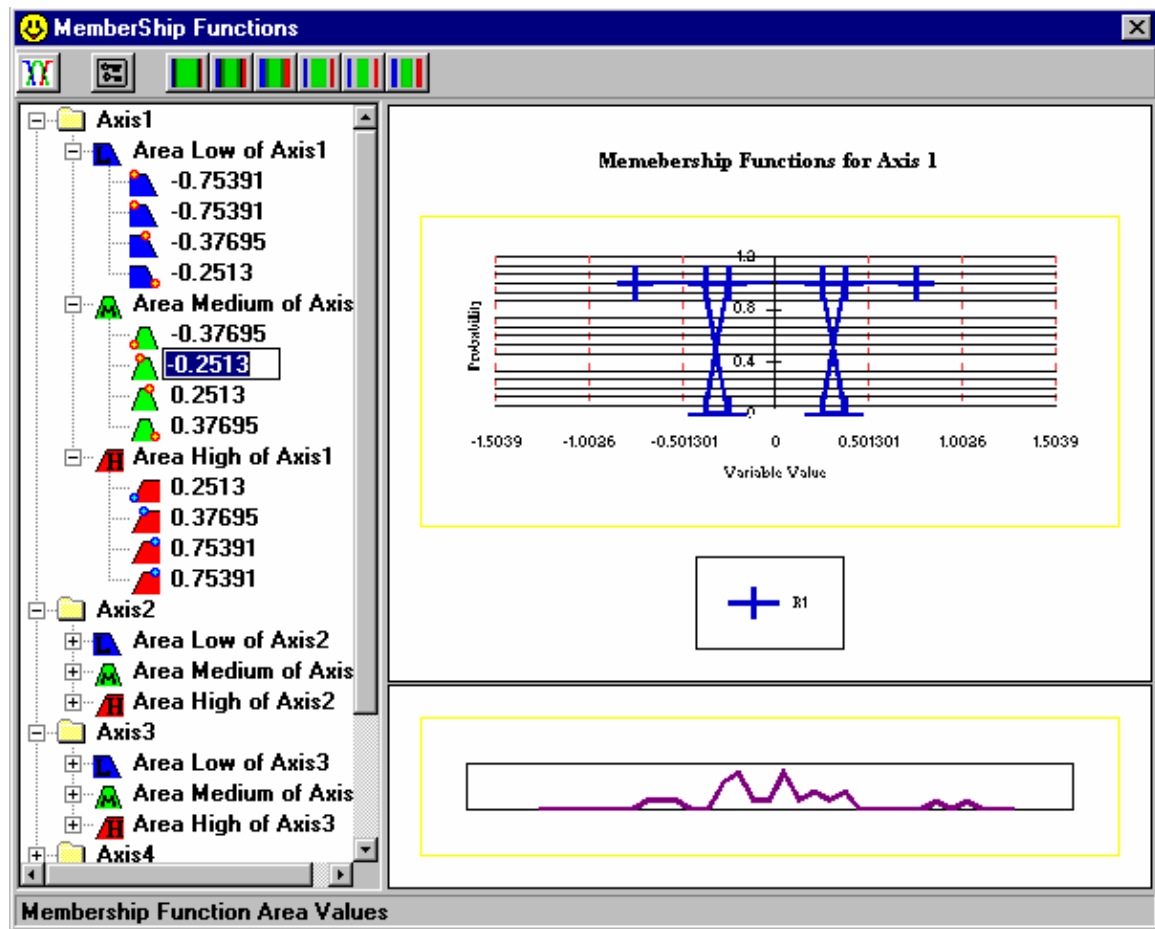 MemberShip Functions
Axis1
Area Low of Axis1
-0.75391
-0.75391
-0.37695
-0.2513
Area Medium of Axis
-0.37695
-0.2513
0.2513
0.37695
Area High of Axis1
0.2513
0.37695
0.75391
0.75391
Axis2
Area Low of Axis2
Area Medium of Axis
Area High of Axis2
Axis3
Area Low of Axis3
Area Medium of Axis
Area High of Axis3
Axis4
Memebership Functions for Axis 1
Probability
0.8
0.4
0
-1.5039 -1.0026 -0.501301 0 0.501301 1.0026 1.5039
Variable Value
R1
Membership Function Area Values